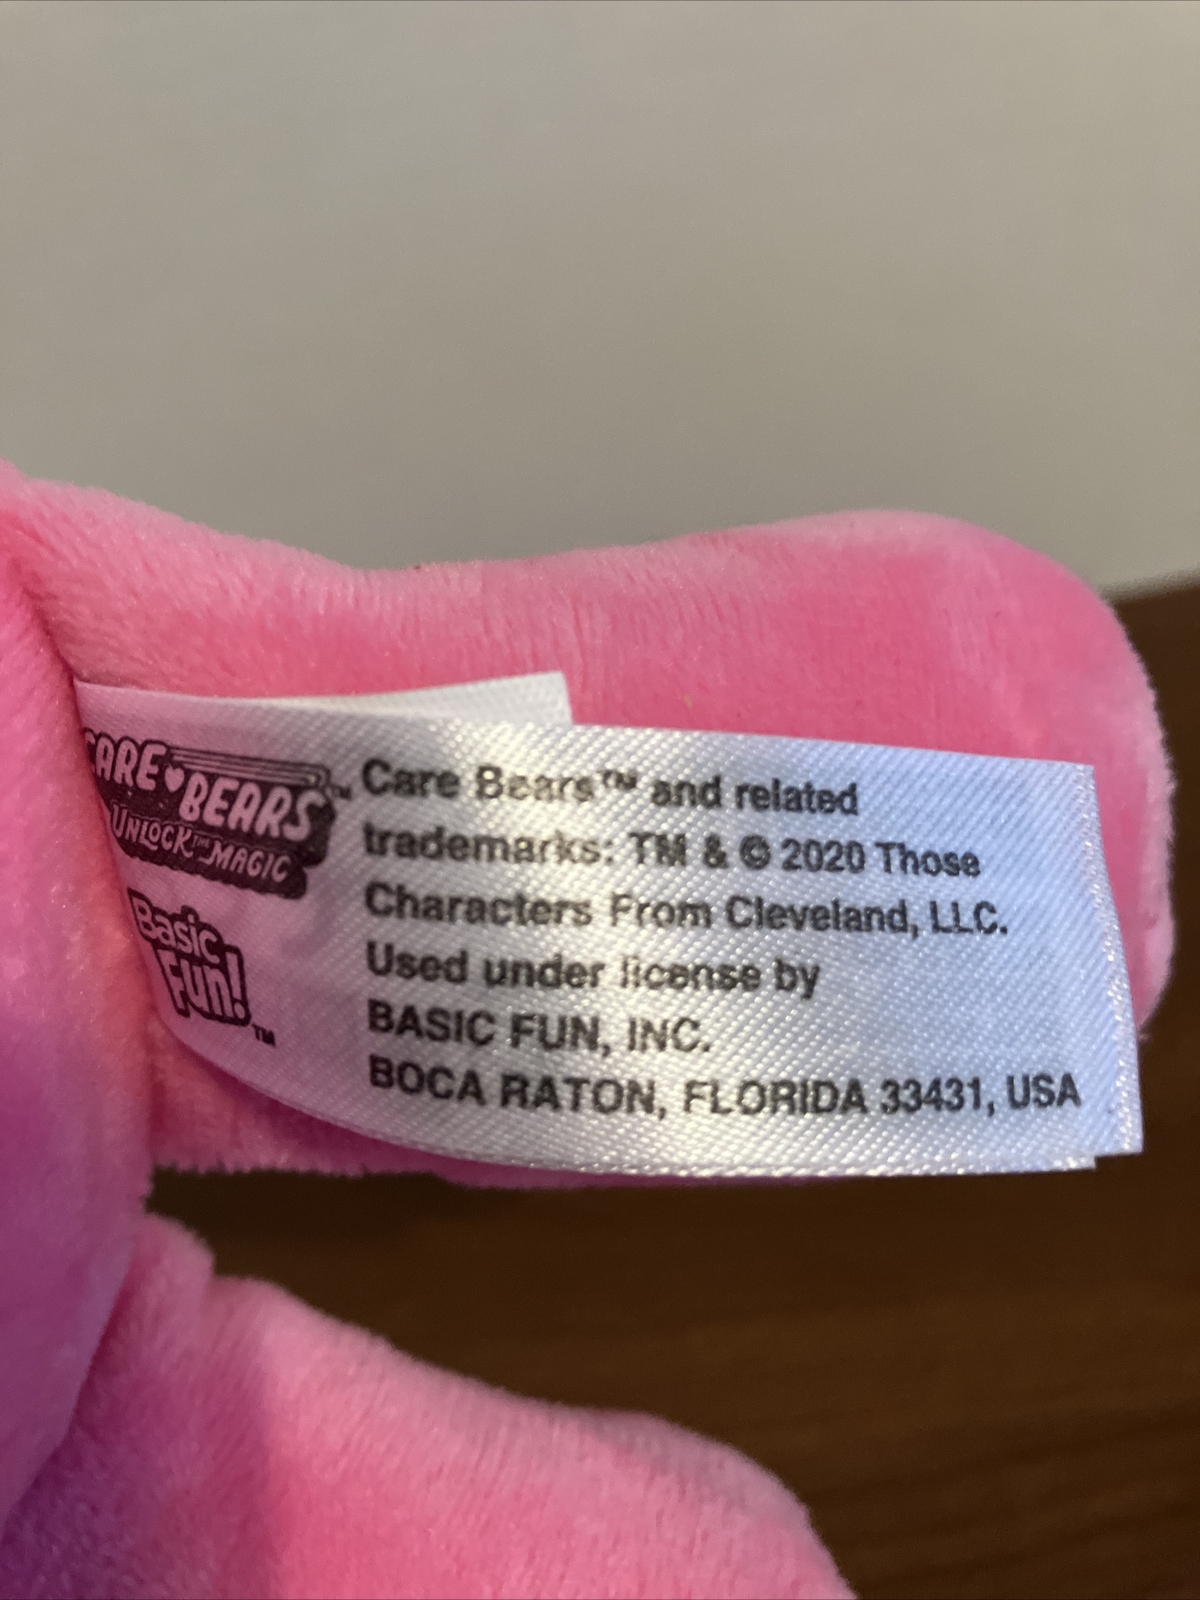 CARE BEARS™
UNLOCK THE MAGIC
Basic
Fun!
™
Care Bears™ and related
trademarks: TM & © 2020 Those
Characters From Cleveland, LLC.
Used under license by
BASIC FUN, INC.
BOCA RATON, FLORIDA 33431, USA